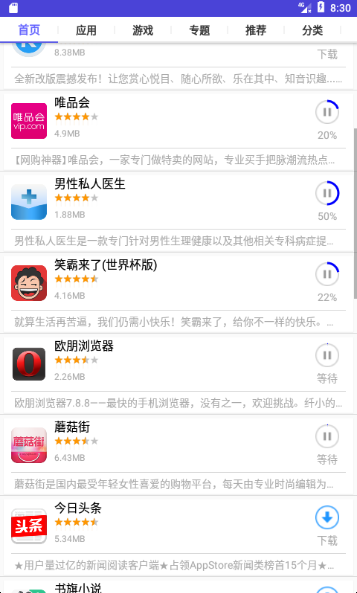 4G 8:30
首页 应用 游戏 专题 推荐 分类
8.38MB
下载
全新改版震撼发布！让您赏心悦目、随心所欲、乐在其中、知音识趣...
唯品会
唯品会
vip.com
4.9MB
20%
【网购神器】唯品会，一家专门做特卖的网站，专业买手把脉潮流热点...
男性私人医生
1.88MB
50%
男性私人医生是一款专门针对男性生理健康以及其他相关专科病症提...
笑霸来了(世界杯版)
4.16MB
22%
就算生活再苦逼，我们仍需小快乐！笑霸来了，给你不一样的快乐。...
欧朋浏览器
2.26MB
等待
欧朋浏览器7.8.8——最快的手机浏览器，没有之一，欢迎挑战。纤小的...
蘑菇街
蘑菇街
6.43MB
等待
蘑菇街是国内最受年轻女性喜爱的购物平台，每天由专业时尚编辑为...
今日头条
头条
5.34MB
下载
★用户量过亿的新闻阅读客户端★占领AppStore新闻类榜首15个月★...
书旗小说